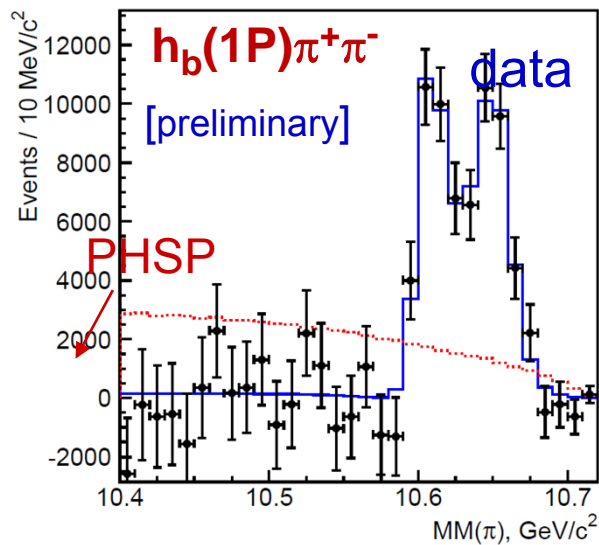 h_b(1P)π⁺π⁻
data
[preliminary]
PHSP
Events / 10 MeV/c²
12000
10000
8000
6000
4000
2000
0
-2000
10.4 10.5 10.6 10.7
MM(π), GeV/c²